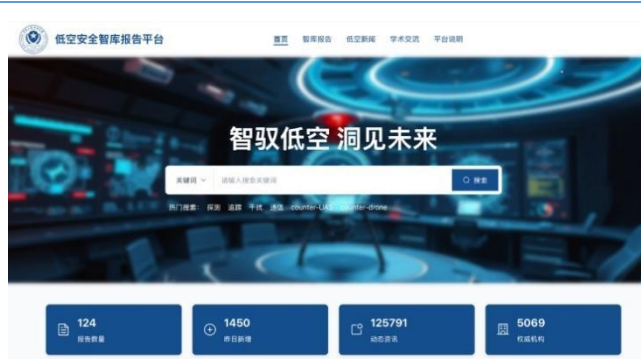 低空安全智库报告平台
首页 智库报告 低空新闻 学术交流 平台说明
智驭低空 洞见未来
关键词 请输入搜索关键词 搜索
热门搜索: 探测 追踪 干扰 通信 counter-UAS counter-drone
124
报告数量
1450
昨日新增
125791
动态资讯
5069
权威机构